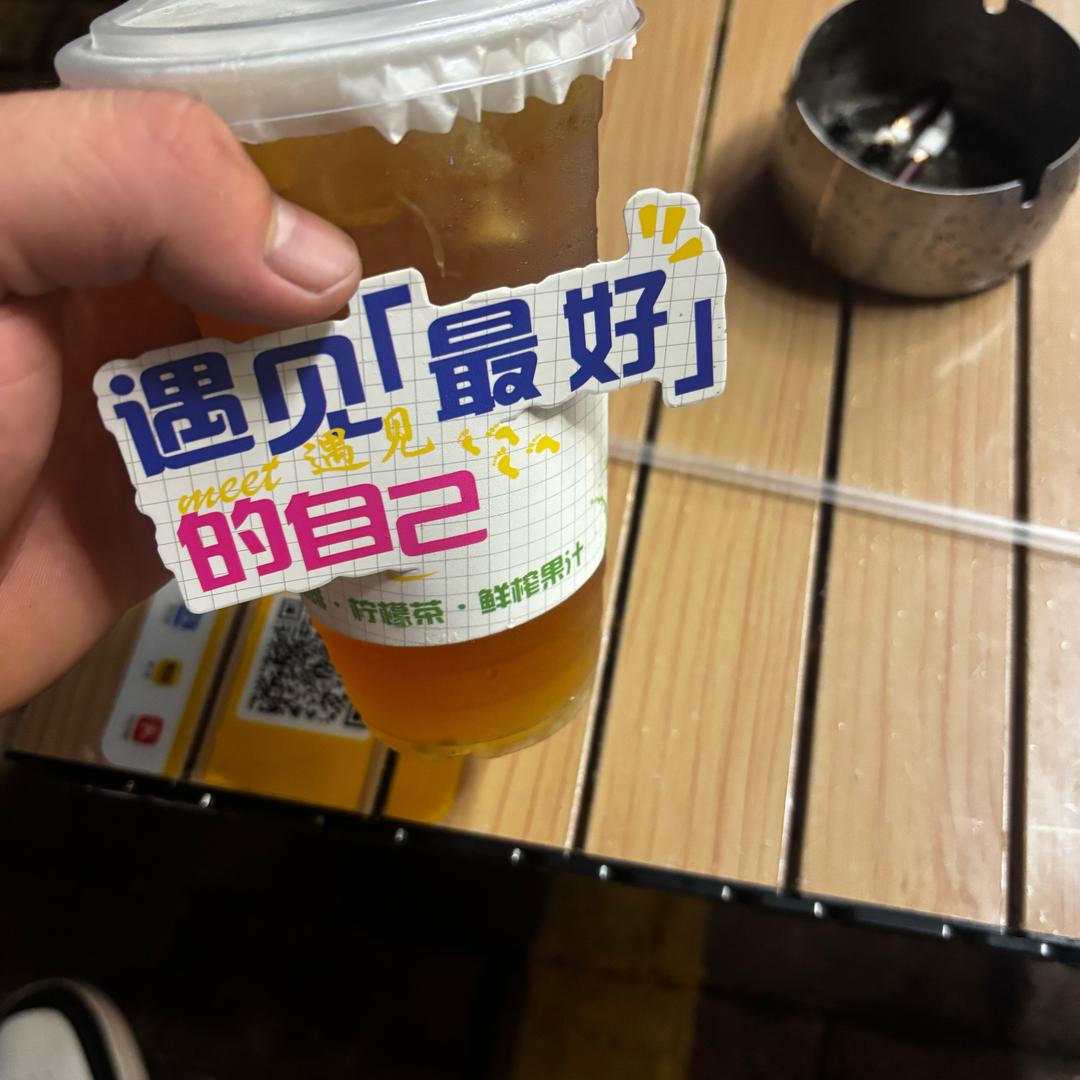 遇见「最好」
meet 遇见
的自己
· 柠檬茶 · 鲜榨果汁